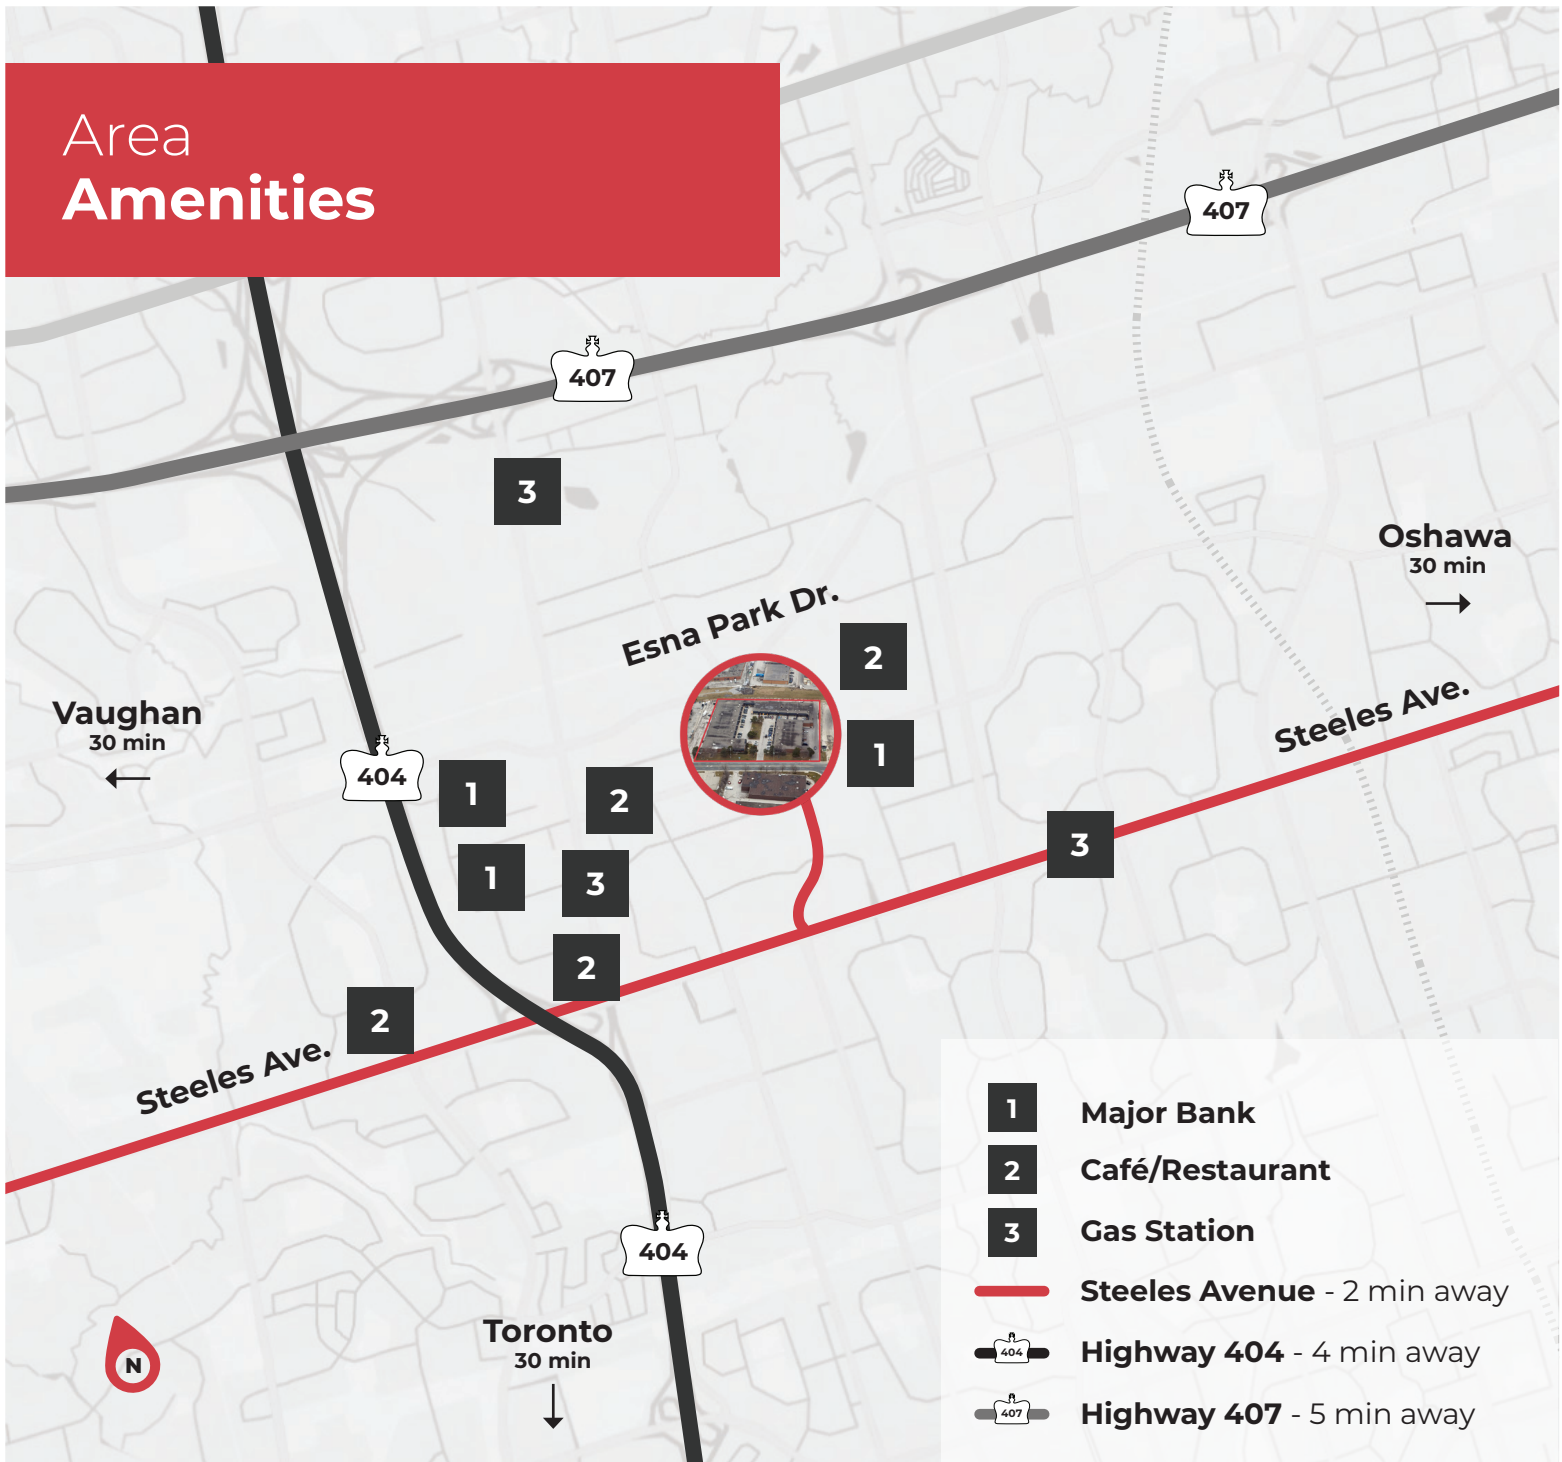 Area
Amenities
407
407
3
Oshawa
30 min
Esna Park Dr.
2
Steeles Ave.
Vaughan
30 min
1
404
1
2
3
1
3
2
2
Steeles Ave.
1 Major Bank
2 Café/Restaurant
3 Gas Station
404
Steeles Avenue - 2 min away
Toronto
30 min
404 Highway 404 - 4 min away
N
407 Highway 407 - 5 min away